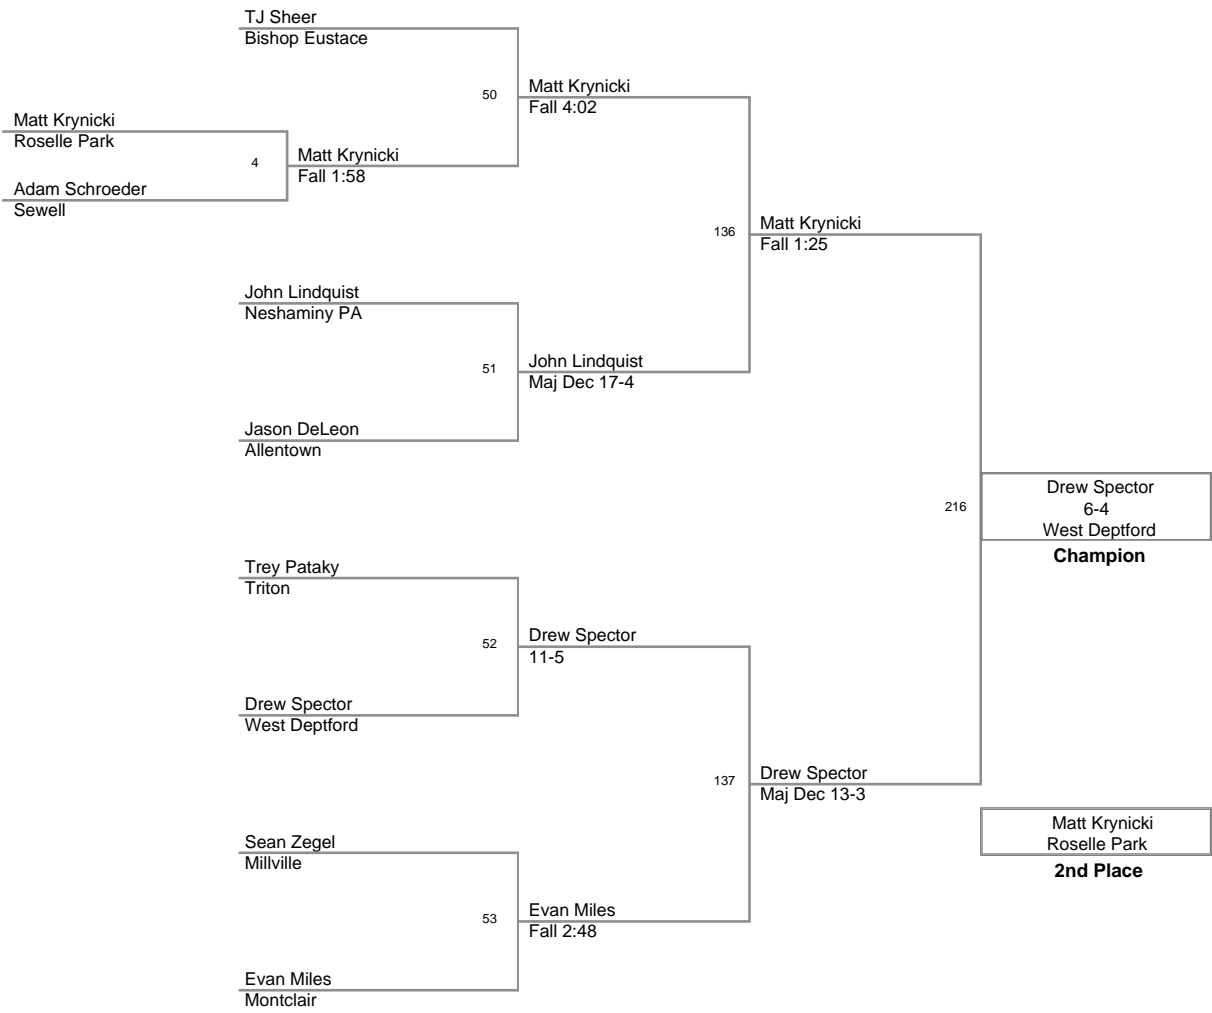 TJ Sheer
Bishop Eustace
50
Matt Krynicki
Fall 4:02
Matt Krynicki
Roselle Park
4
Matt Krynicki
Fall 1:58
Adam Schroeder
Sewell
136
Matt Krynicki
Fall 1:25
John Lindquist
Neshaminy PA
51
John Lindquist
Maj Dec 17-4
Jason DeLeon
Allentown
216
Drew Spector
6-4
West Deptford
Champion
Trey Pataky
Triton
52
Drew Spector
11-5
Drew Spector
West Deptford
137
Drew Spector
Maj Dec 13-3
Matt Krynicki
Roselle Park
2nd Place
Sean Zegel
Millville
53
Evan Miles
Fall 2:48
Evan Miles
Montclair